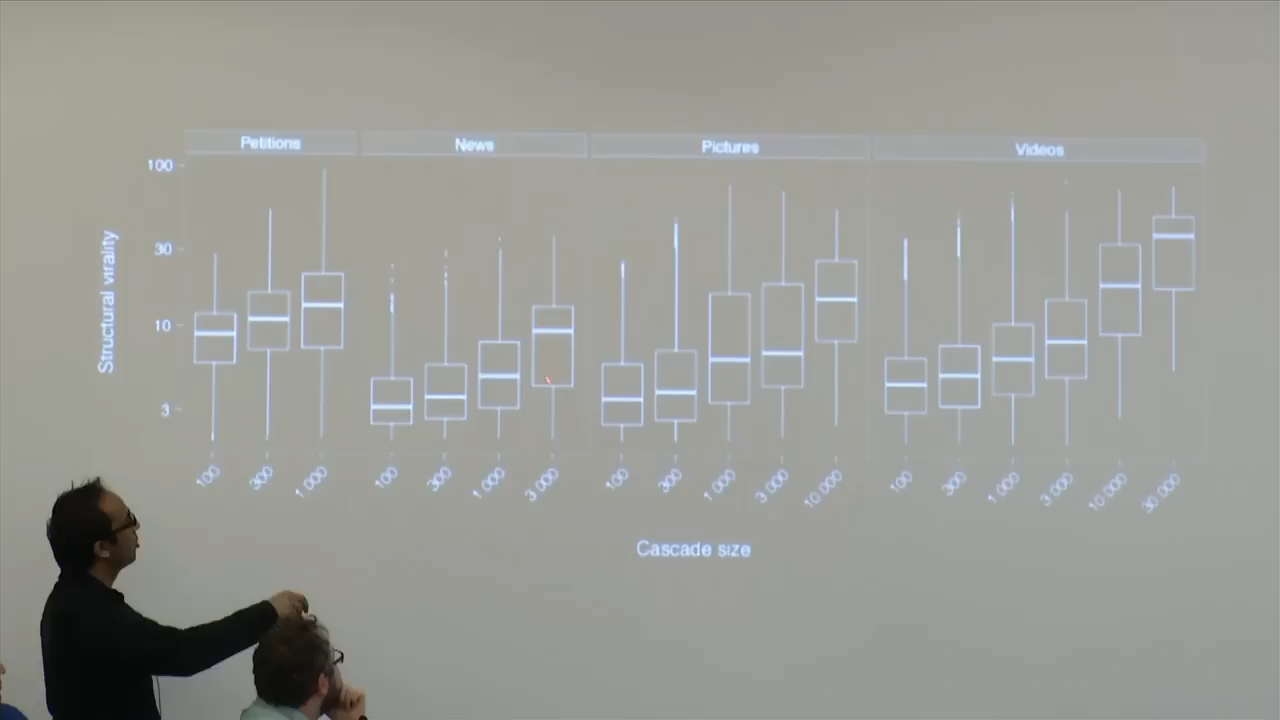 Petitions News Pictures Videos
100
30
10
3
Structural virality
100 300 1 000 100 300 1 000 3 000 100 300 1 000 3 000 10 000 100 300 1 000 3 000 10 000 30 000
Cascade size